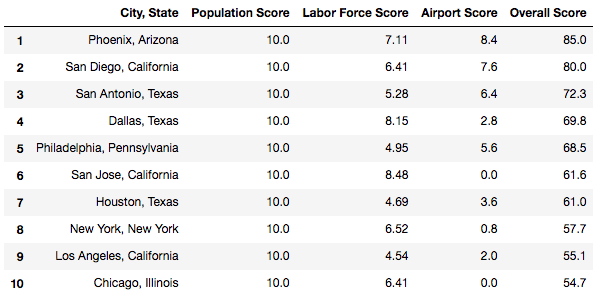 City, State Population Score Labor Force Score Airport Score Overall Score
1 Phoenix, Arizona 10.0 7.11 8.4 85.0
2 San Diego, California 10.0 6.41 7.6 80.0
3 San Antonio, Texas 10.0 5.28 6.4 72.3
4 Dallas, Texas 10.0 8.15 2.8 69.8
5 Philadelphia, Pennsylvania 10.0 4.95 5.6 68.5
6 San Jose, California 10.0 8.48 0.0 61.6
7 Houston, Texas 10.0 4.69 3.6 61.0
8 New York, New York 10.0 6.52 0.8 57.7
9 Los Angeles, California 10.0 4.54 2.0 55.1
10 Chicago, Illinois 10.0 6.41 0.0 54.7